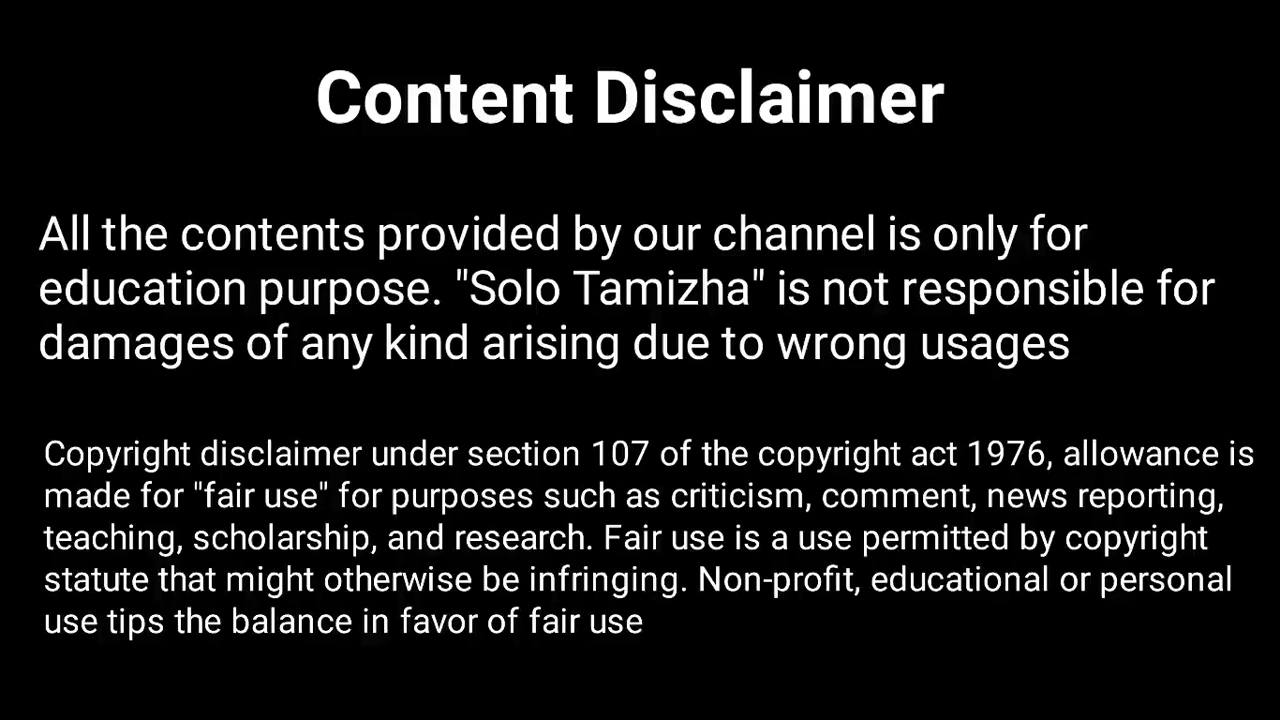 Content Disclaimer
All the contents provided by our channel is only for
education purpose. "Solo Tamizha" is not responsible for
damages of any kind arising due to wrong usages
Copyright disclaimer under section 107 of the copyright act 1976, allowance is
made for "fair use" for purposes such as criticism, comment, news reporting,
teaching, scholarship, and research. Fair use is a use permitted by copyright
statute that might otherwise be infringing. Non-profit, educational or personal
use tips the balance in favor of fair use